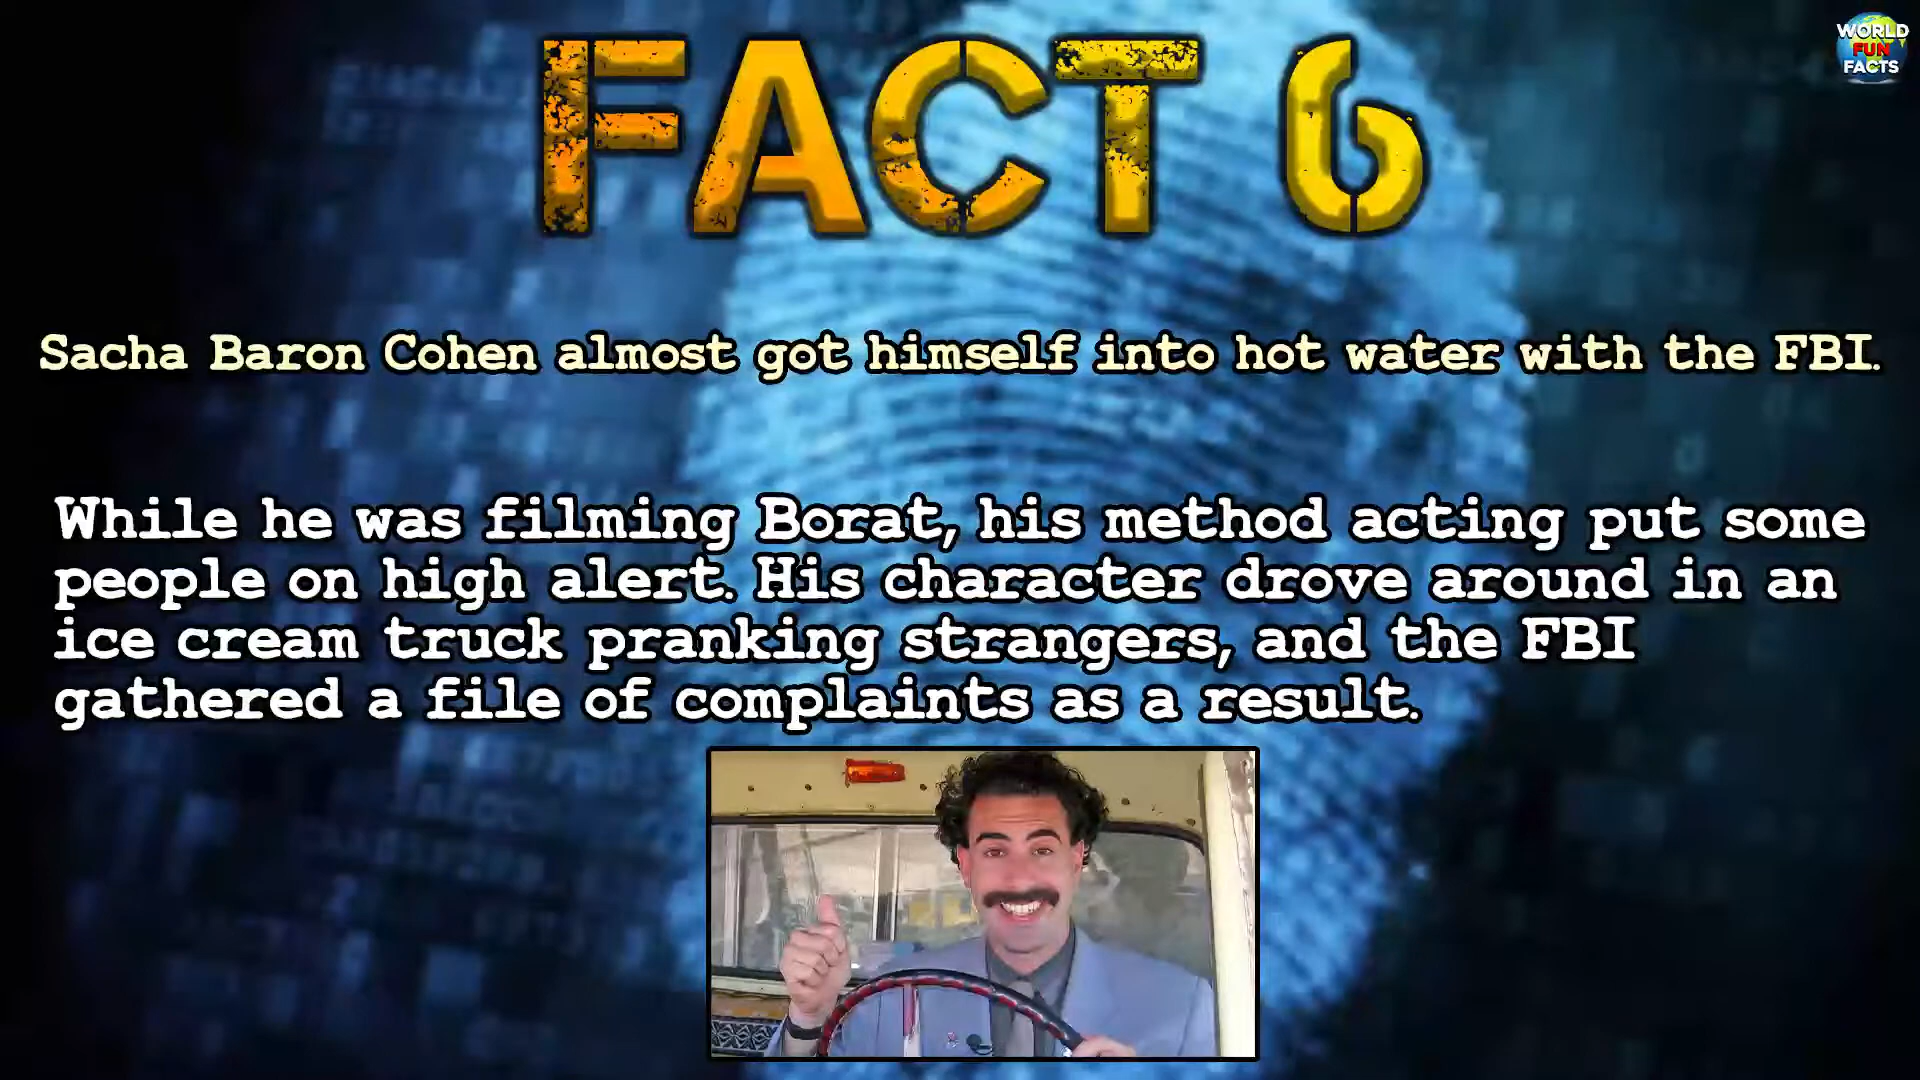 WORLD
FUN
FACTS
FACT 6
Sacha Baron Cohen almost got himself into hot water with the FBI.
While he was filming Borat, his method acting put some
people on high alert. His character drove around in an
ice cream truck pranking strangers, and the FBI
gathered a file of complaints as a result.